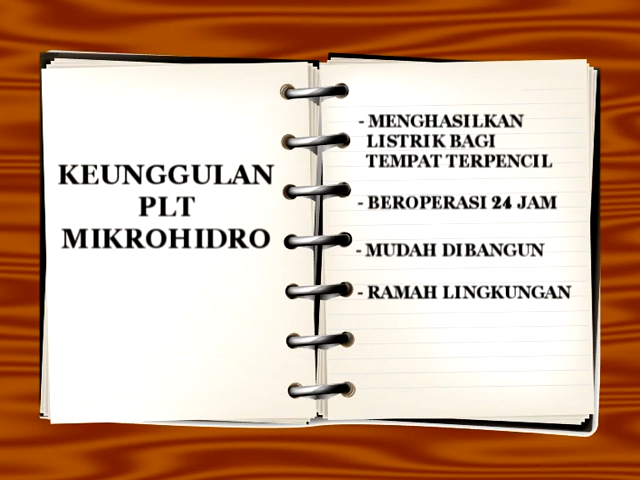 KEUNGGULAN
PLT
MIKROHIDRO
- MENGHASILKAN
LISTRIK BAGI
TEMPAT TERPENCIL
- BEROPERASI 24 JAM
- MUDAH DIBANGUN
- RAMAH LINGKUNGAN